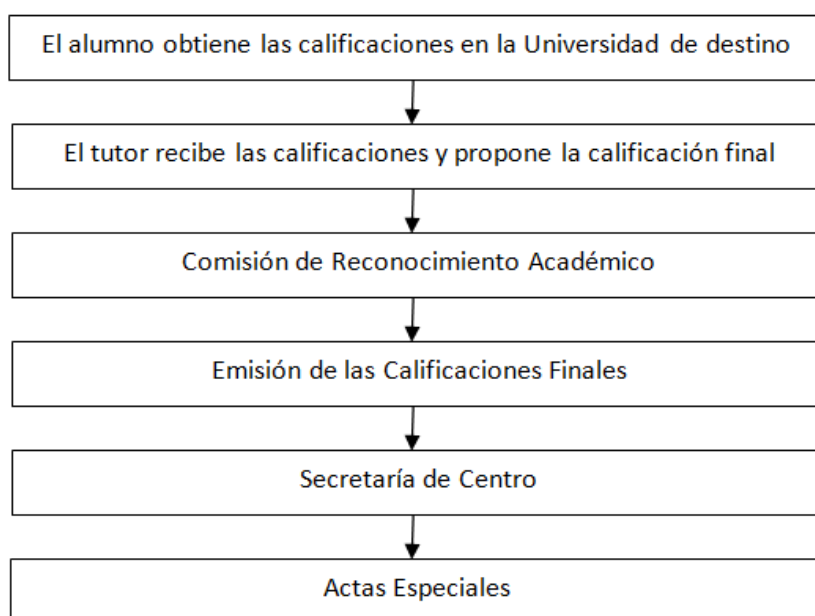 El alumno obtiene las calificaciones en la Universidad de destino
El tutor recibe las calificaciones y propone la calificación final
Comisión de Reconocimiento Académico
Emisión de las Calificaciones Finales
Secretaría de Centro
Actas Especiales